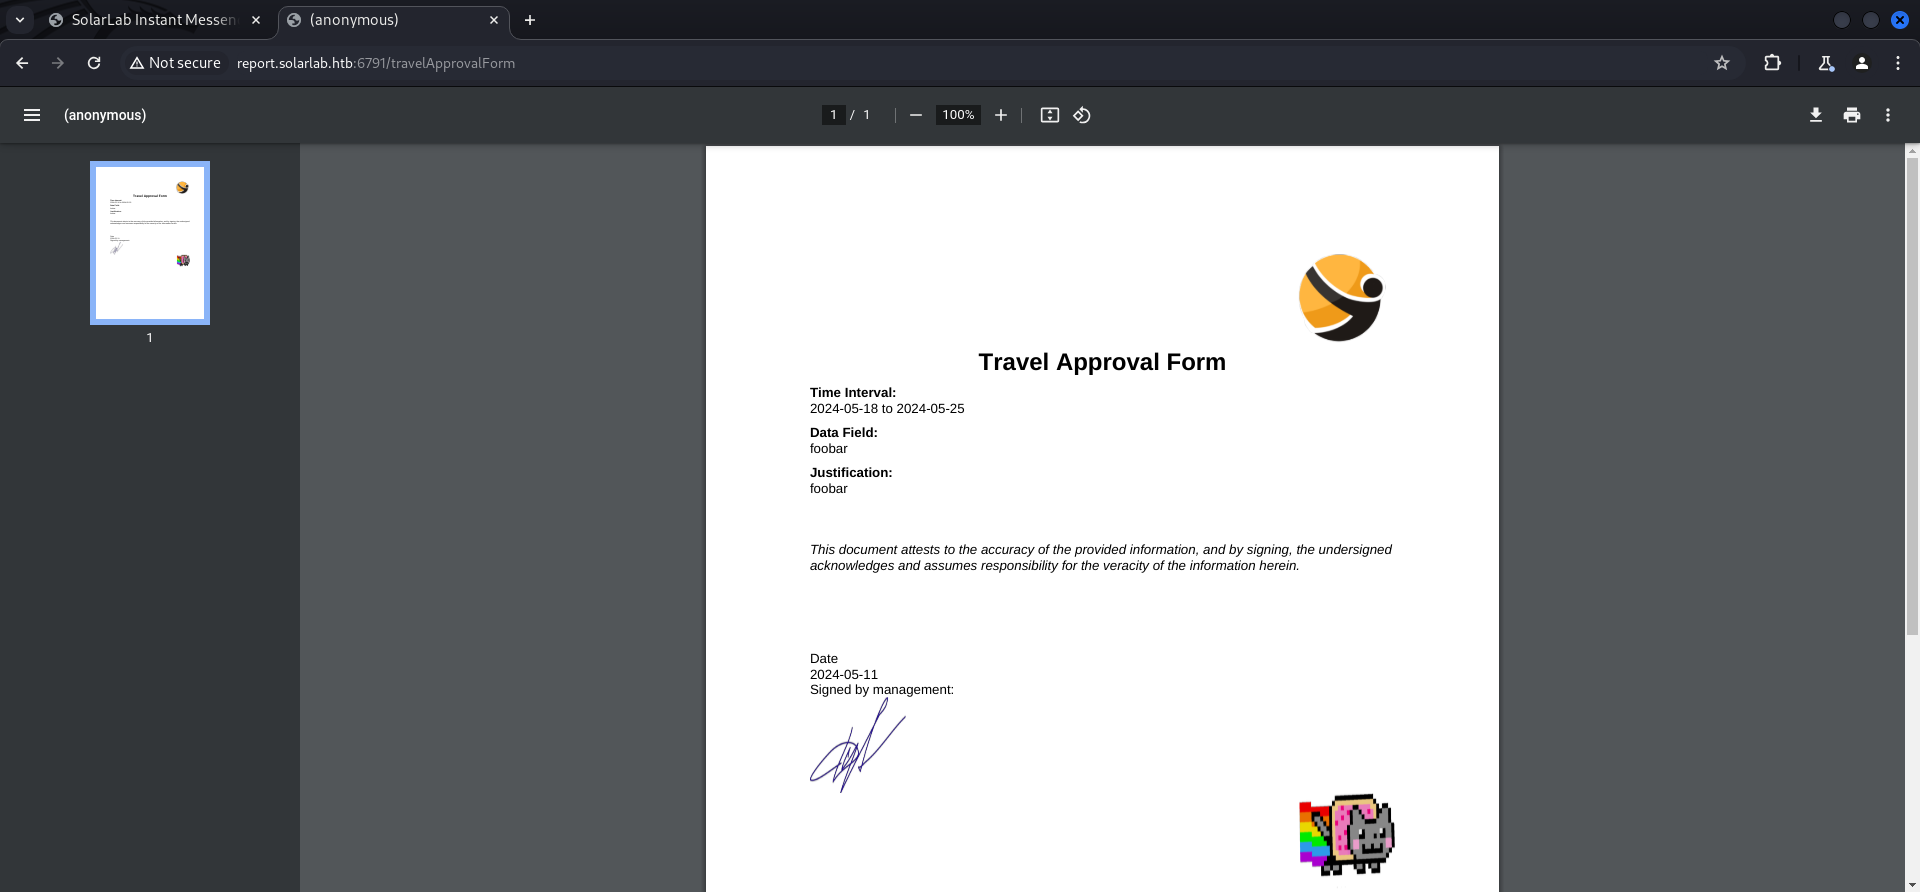 SolarLab Instant Messen
(anonymous)
Not secure
report.solarlab.htb:6791/travelApprovalForm
(anonymous)
1 / 1
100%
1
Travel Approval Form
Time Interval:
2024-05-18 to 2024-05-25
Data Field:
foobar
Justification:
foobar
This document attests to the accuracy of the provided information, and by signing, the undersigned
acknowledges and assumes responsibility for the veracity of the information herein.
Date
2024-05-11
Signed by management: